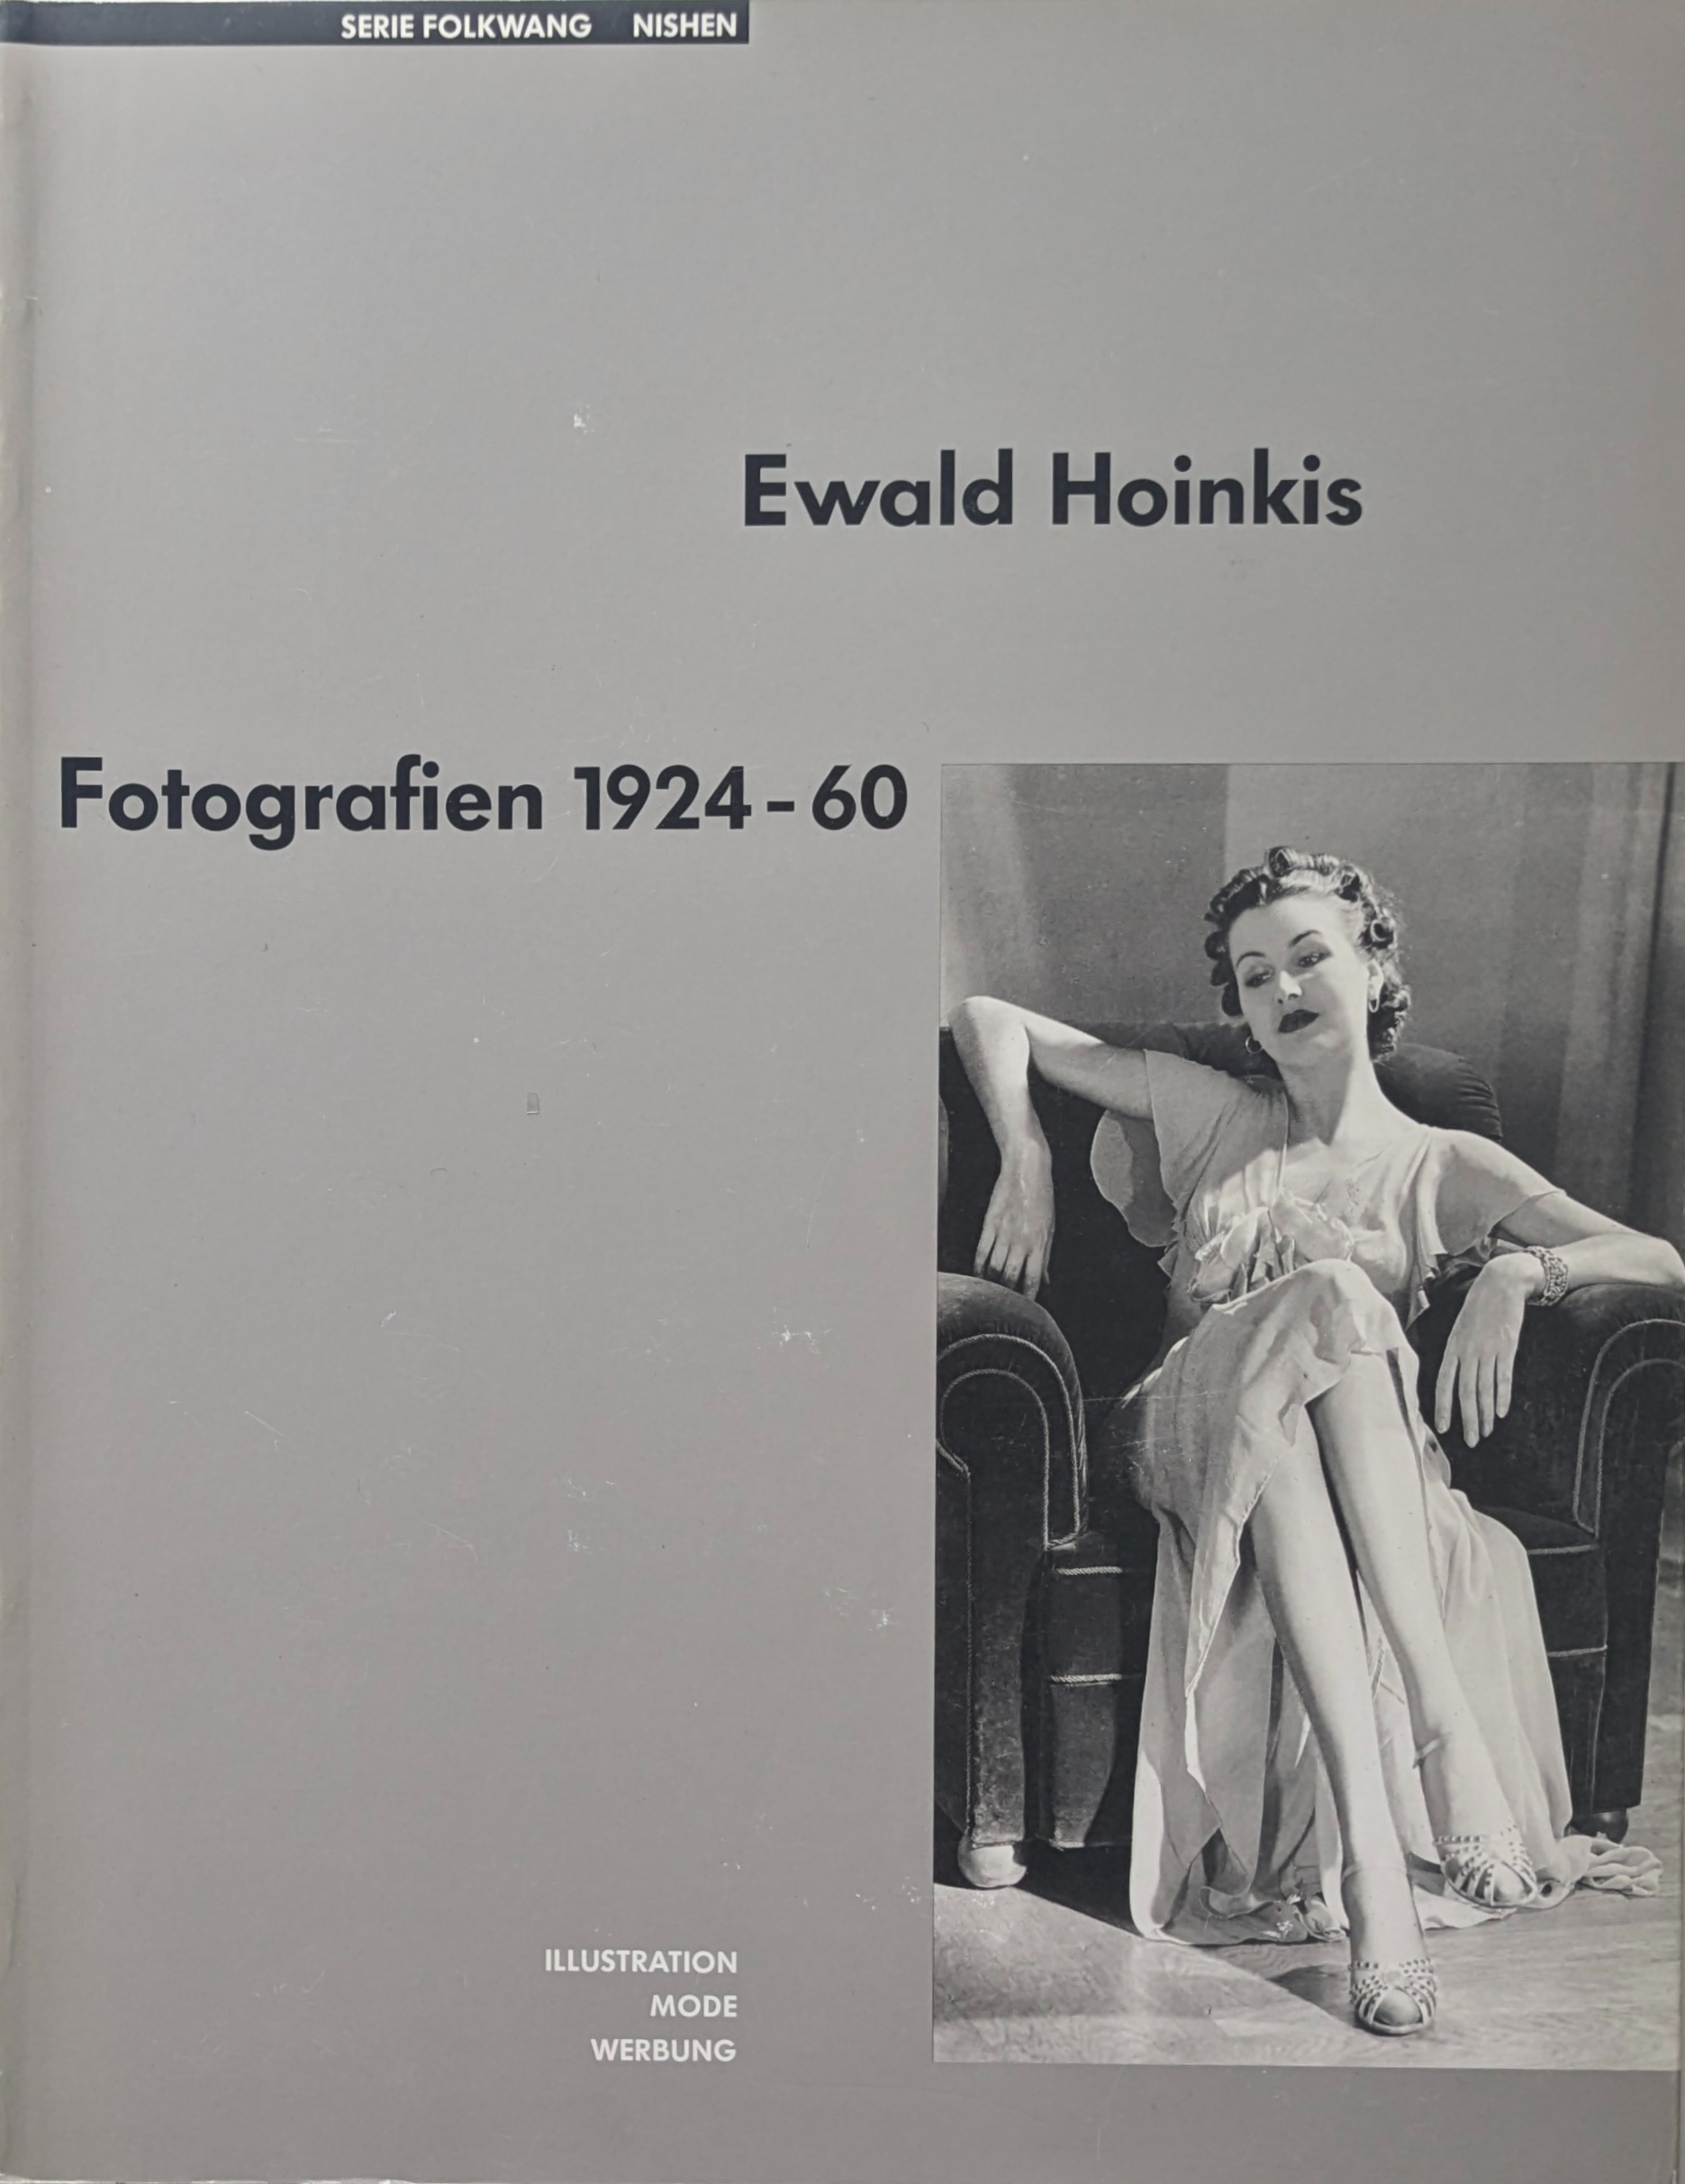 SERIE FOLKWANG NISHEN
Ewald Hoinkis
Fotografien 1924-60
ILLUSTRATION
MODE
WERBUNG